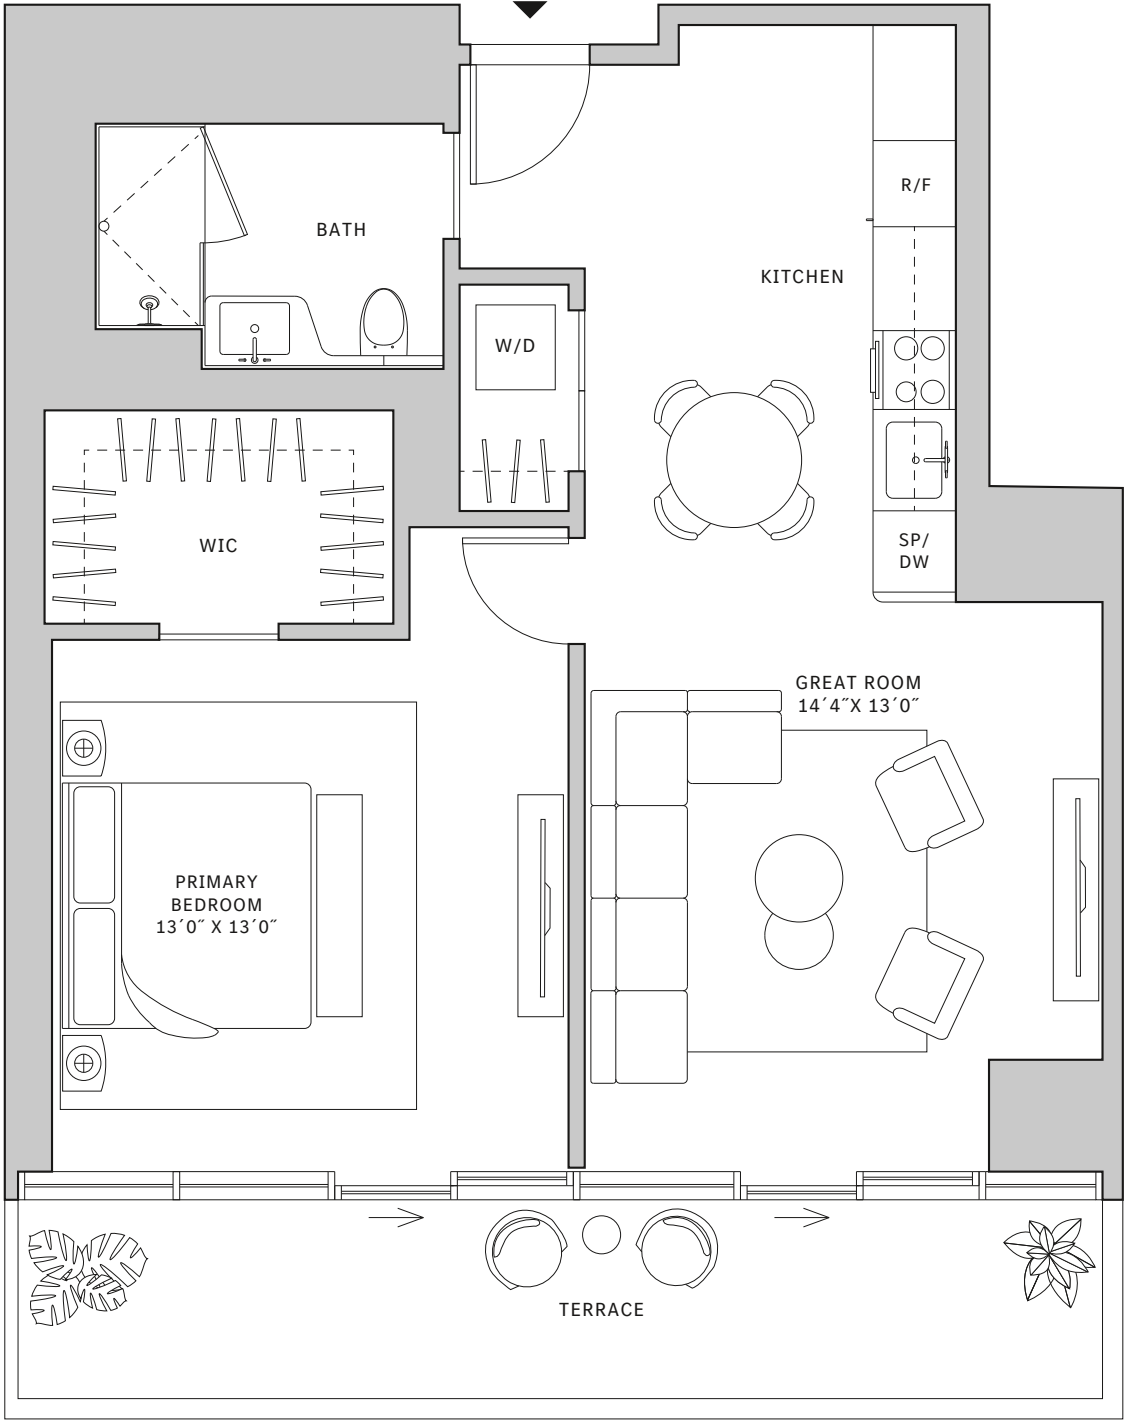 BATH
R/F
KITCHEN
W/D
WIC
SP/
DW
GREAT ROOM
14´4˝X 13´0˝
PRIMARY
BEDROOM
13´0˝ X 13´0˝
TERRACE